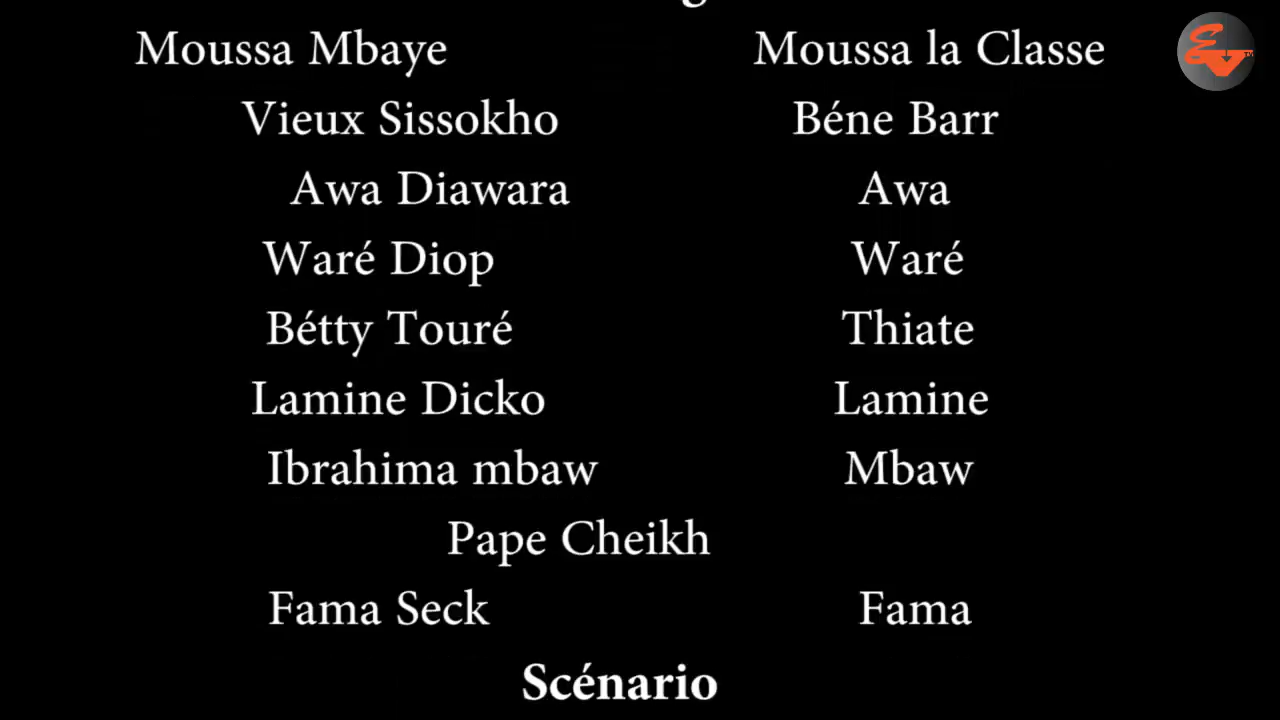 Moussa Mbaye Moussa la Classe
Vieux Sissokho Béne Barr
Awa Diawara Awa
Waré Diop Waré
Bétty Touré Thiate
Lamine Dicko Lamine
Ibrahima mbaw Mbaw
Pape Cheikh
Fama Seck Fama
Scénario